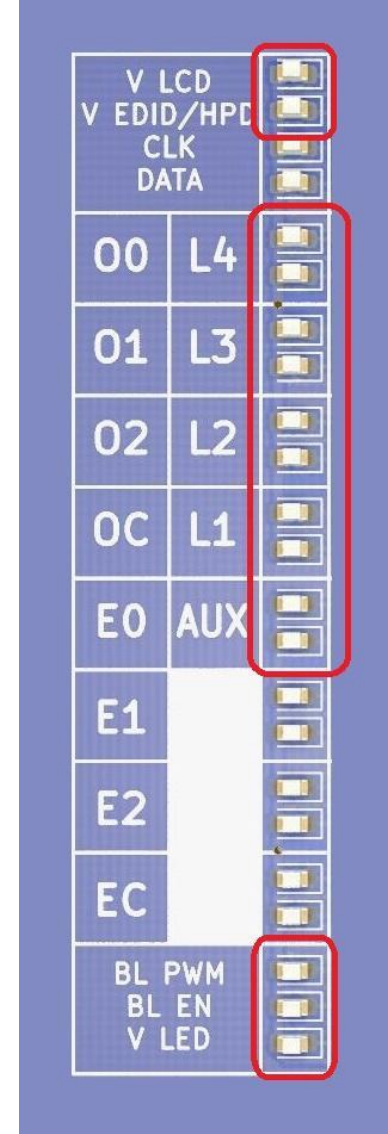 V LCD
V EDID/HPD
CLK
DATA
O0 L4
O1 L3
O2 L2
OC L1
E0 AUX
E1
E2
EC
BL PWM
BL EN
V LED